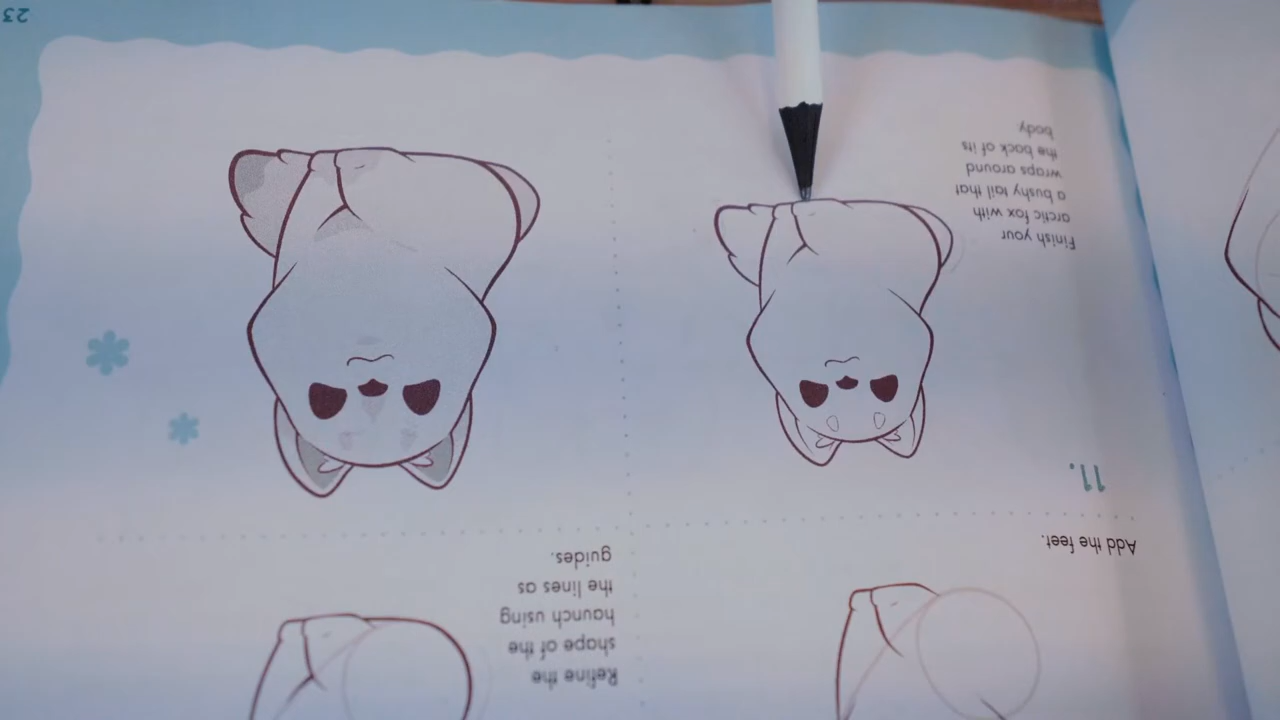 Add the feet.
Refine the
shape of the
haunch using
the lines as
guides.
11.
Finish your
arctic fox with
a bushy tail that
wraps around
the back of its
body.
23